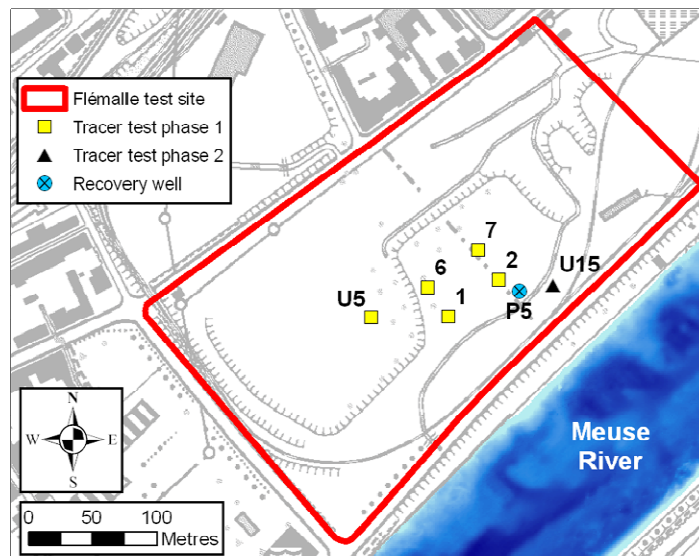 Flémalle test site
Tracer test phase 1
Tracer test phase 2
Recovery well
7
6
2
U15
U5
1
P5
N
W
E
S
Meuse
River
0 50 100
Metres